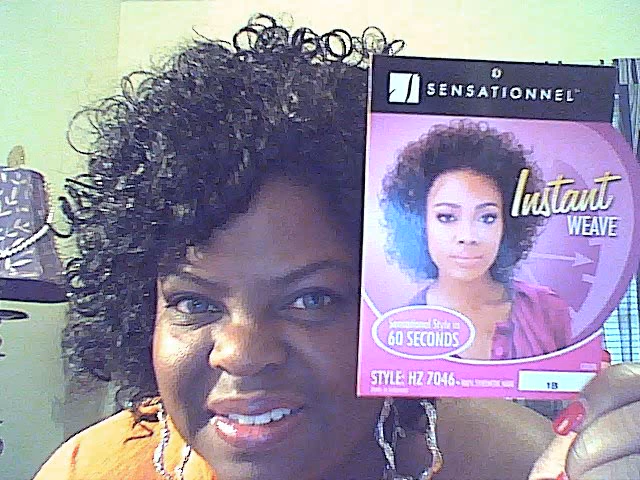 SENSATIONNEL
Instant
WEAVE
Sensational Style in
60 SECONDS
STYLE: HZ 7046
1B